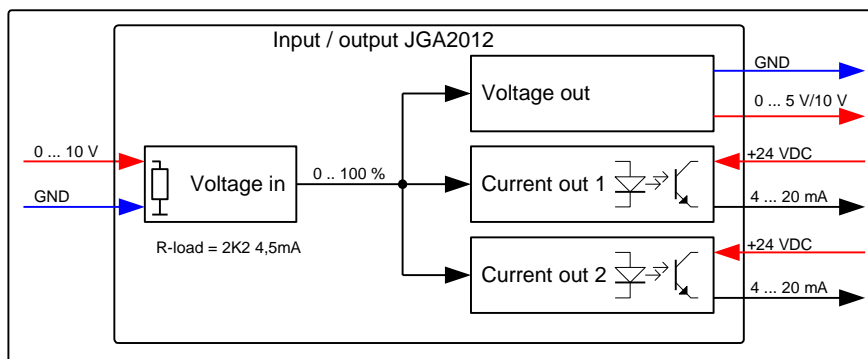 Input / output JGA2012
GND
Voltage out
0 ... 5 V/10 V
0 ... 10 V
Voltage in
0 .. 100 %
GND
R-load = 2K2 4,5mA
+24 VDC
Current out 1
4 ... 20 mA
+24 VDC
Current out 2
4 ... 20 mA